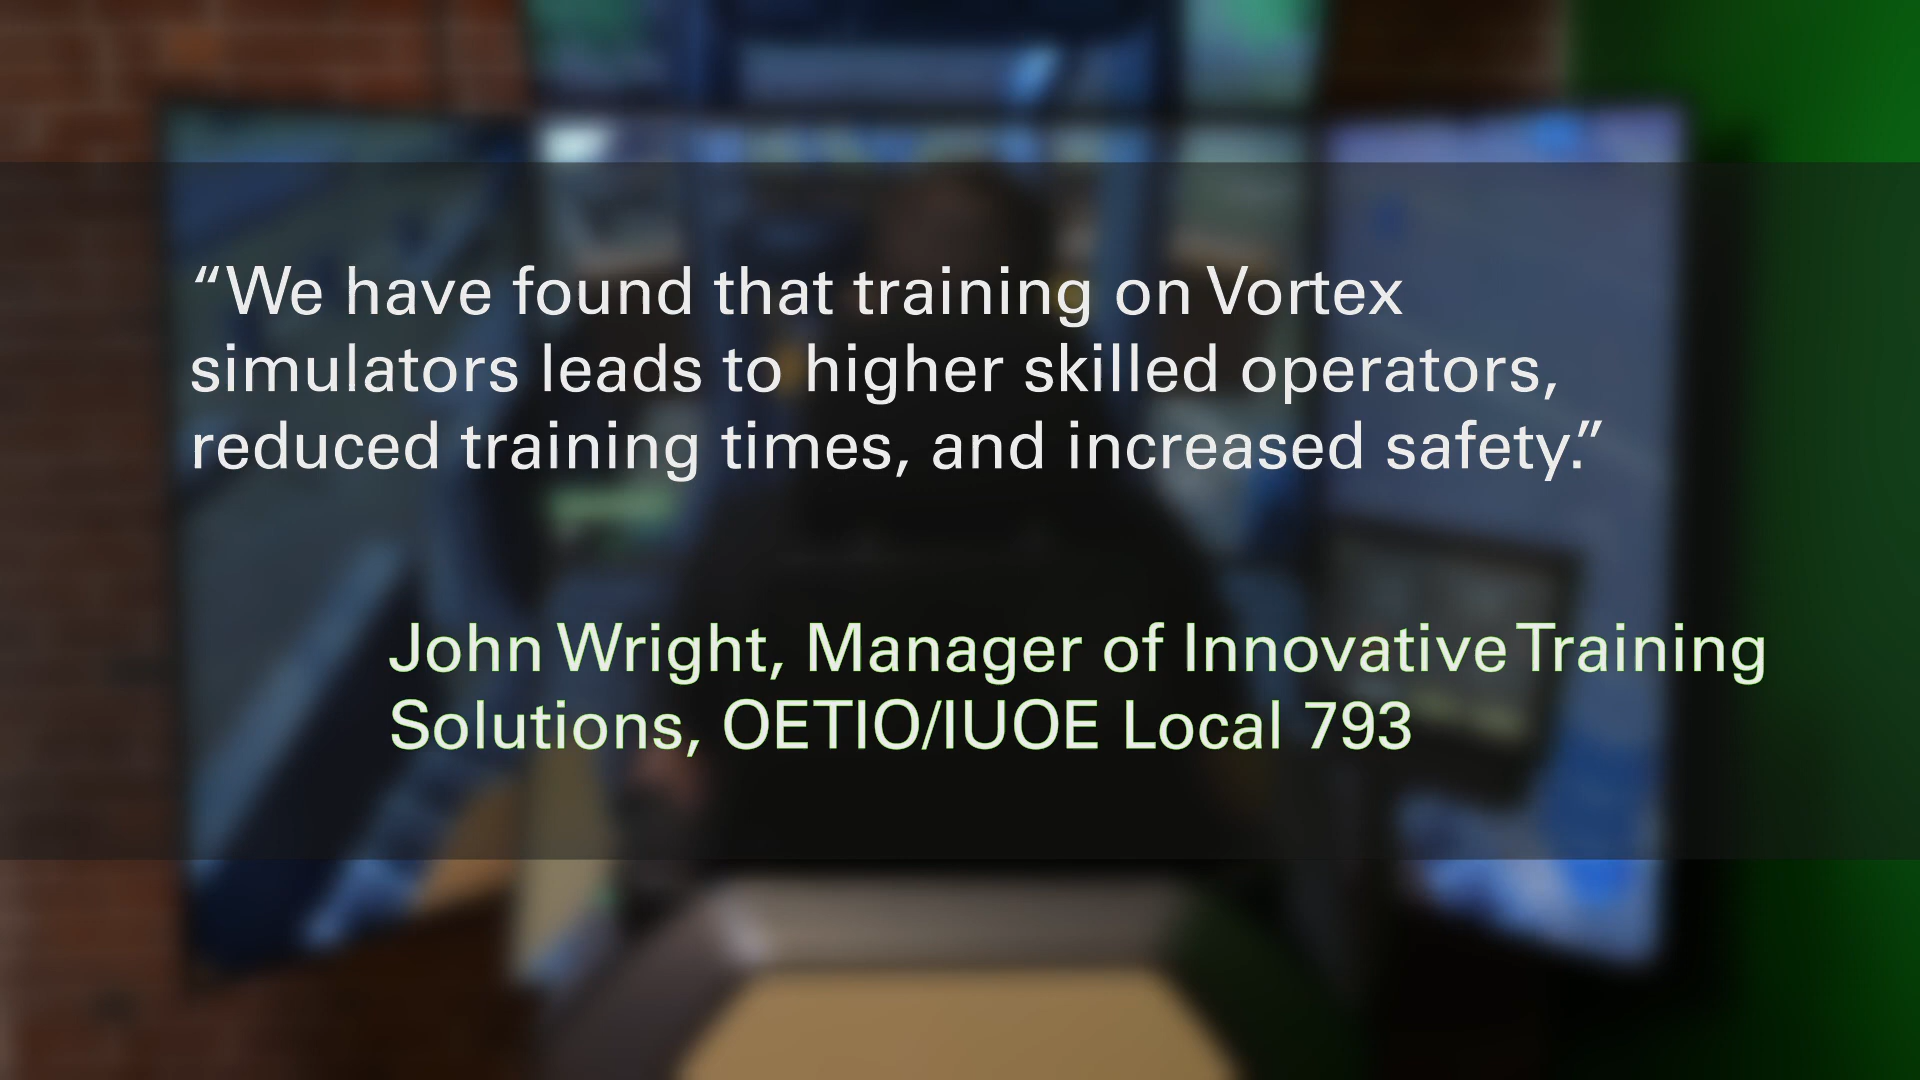 “We have found that training on Vortex
simulators leads to higher skilled operators,
reduced training times, and increased safety.”
John Wright, Manager of Innovative Training
Solutions, OETIO/IUOE Local 793